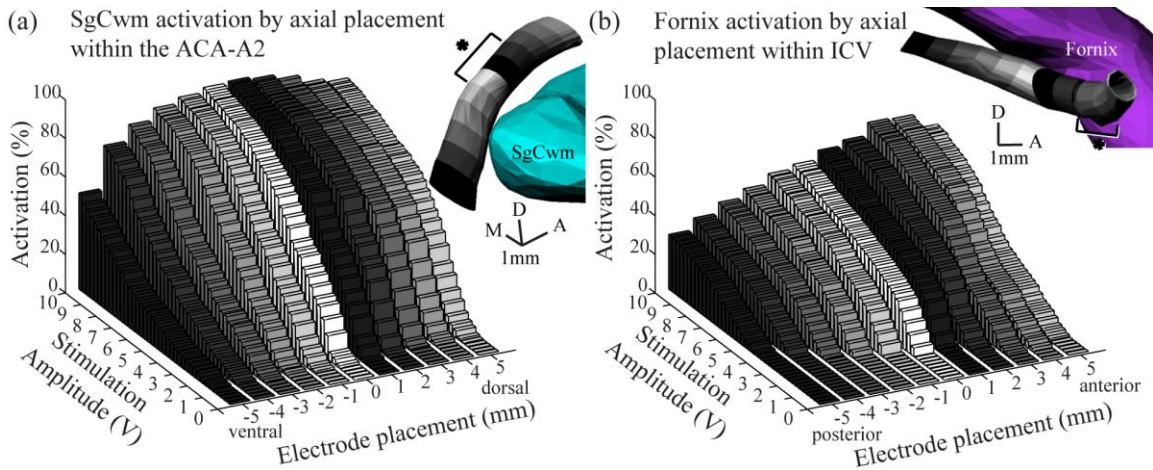 (a) SgCwm activation by axial placement
within the ACA-A2
*
SgCwm
D
M A
1mm
Activation (%)
100
80
60
40
20
0
10
9
8
7
6
5
4
3
2
1
0
Stimulation
Amplitude (V)
-5 -4 -3 -2 -1 0 1 2 3 4 5
ventral
dorsal
Electrode placement (mm)
(b) Fornix activation by axial
placement within ICV
Fornix
D
A
1mm
*
Activation (%)
100
80
60
40
20
0
10
9
8
7
6
5
4
3
2
1
0
Stimulation
Amplitude (V)
-5 -4 -3 -2 -1 0 1 2 3 4 5
posterior
anterior
Electrode placement (mm)